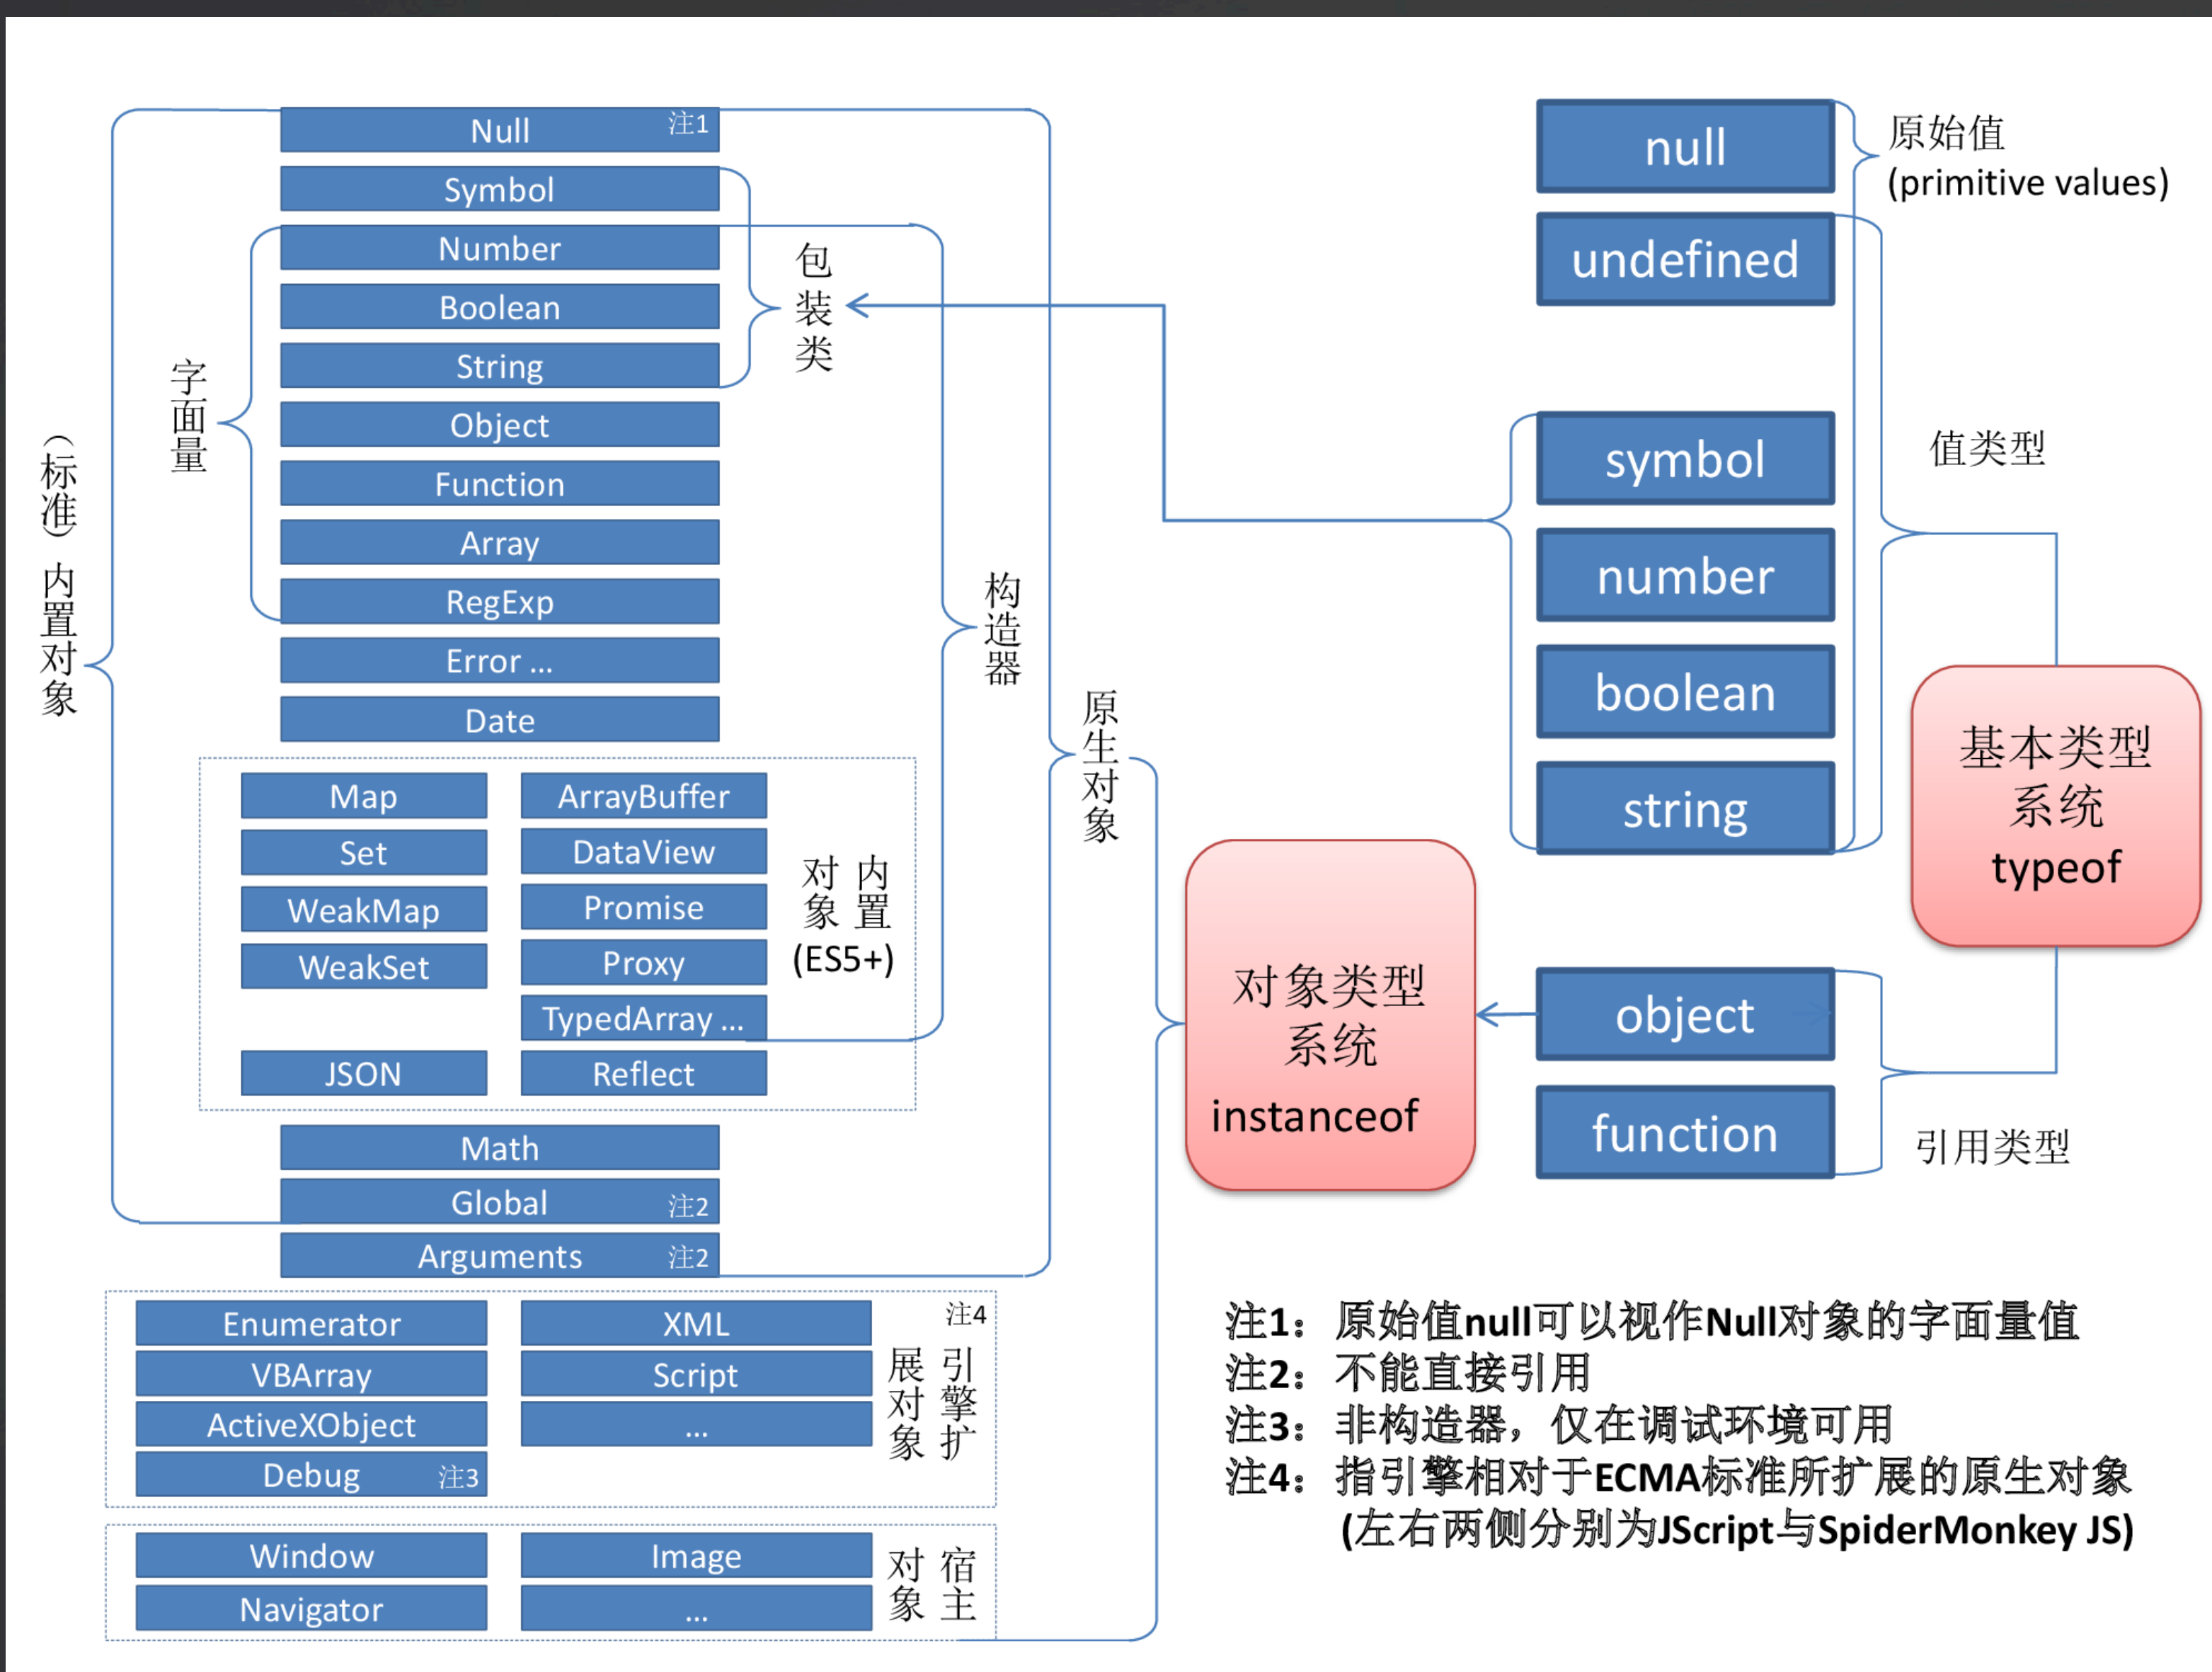 Null 注1
Symbol
Number
Boolean
String
Object
Function
Array
RegExp
Error ...
Date
字面量
(标准) 内置对象
包装类
构造器
原生对象
Map
Set
WeakMap
WeakSet
JSON
ArrayBuffer
DataView
Promise
Proxy
TypedArray ...
Reflect
内置对象
(ES5+)
Math
Global 注2
Arguments 注2
Enumerator
VBArray
ActiveXObject
Debug 注3
XML
Script
...
注4
引擎扩展对象
Window
Navigator
Image
...
宿主对象
对象类型
系统
instanceof
null
undefined
symbol
number
boolean
string
object
function
原始值
(primitive values)
值类型
基本类型
系统
typeof
引用类型
注1：原始值null可以视作Null对象的字面量值
注2：不能直接引用
注3：非构造器，仅在调试环境可用
注4：指引擎相对于ECMA标准所扩展的原生对象
(左右两侧分别为JScript与SpiderMonkey JS)